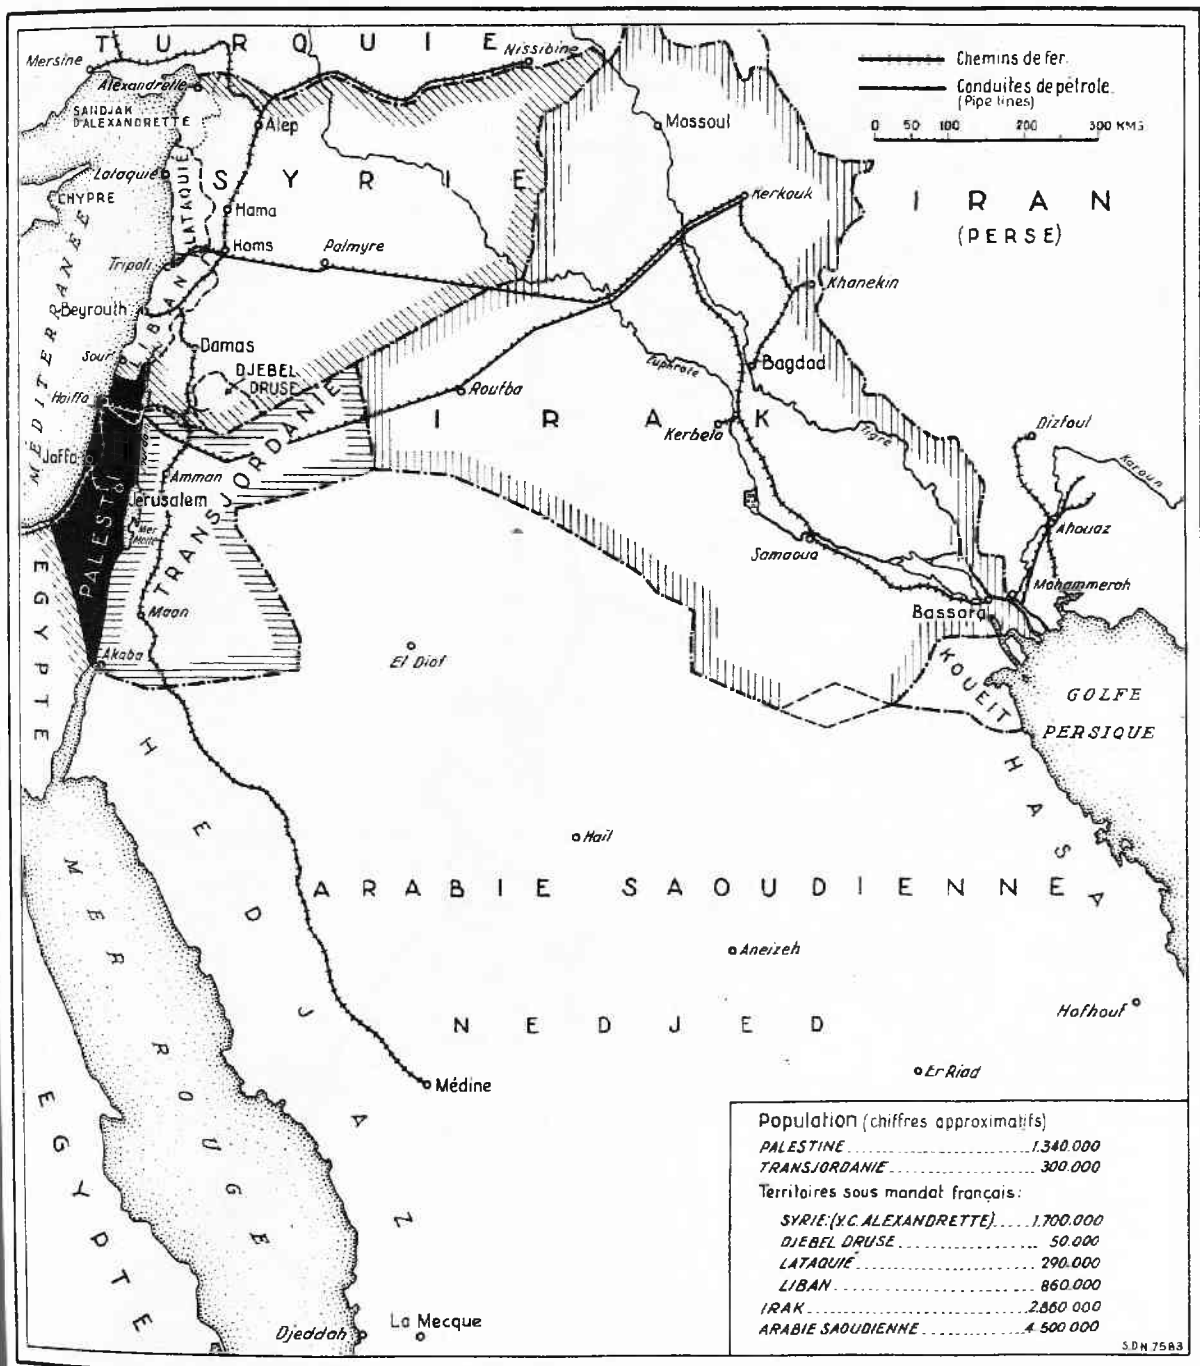 TURQUIE
Mersine
Nissibine
Alexandrette
SANDJAK
D'ALEXANDRETTE
Alep
Mossoul
Chemins de fer.
Conduites de pétrole.
(Pipe lines)
0 50 100 200 300 KMS
Lataquié
LATAQUIÉ
SYRIE
CHYPRE
Hama
Kerkouk
IRAN
(PERSE)
MÉDITERRANÉE
Homs
Palmyre
Tripoli
LIBAN
Khanekin
Beyrouth
Sour
Damas
DJEBEL
DRUSE
Euphrate
Bagdad
Haiffa
Routba
IRAK
Kerbela
Tigre
Dizfoul
Karoun
Jaffa
Jourdain
Amman
Jérusalem
Mer
Morte
TRANSJORDANIE
PALESTINE
Samaoua
Ahouaz
Mohammerah
Bassora
EGYPTE
Maan
Akaba
El Djof
KOUEIT
GOLFE
PERSIQUE
HEDJAZ
HASA
Haïl
ARABIE SAOUDIENNE
MER ROUGE
Aneizeh
Hofhouf
NEDJED
Er Riad
Médine
EGYPTE
Djeddah
La Mecque
Population (chiffres approximatifs)
PALESTINE 1.340.000
TRANSJORDANIE 300.000
Territoires sous mandat français:
SYRIE:(Y.C. ALEXANDRETTE) 1.700.000
DJEBEL DRUSE 50.000
LATAQUIÉ 290.000
LIBAN 860.000
IRAK 2.860.000
ARABIE SAOUDIENNE 4.500.000
S.D.N. 7583